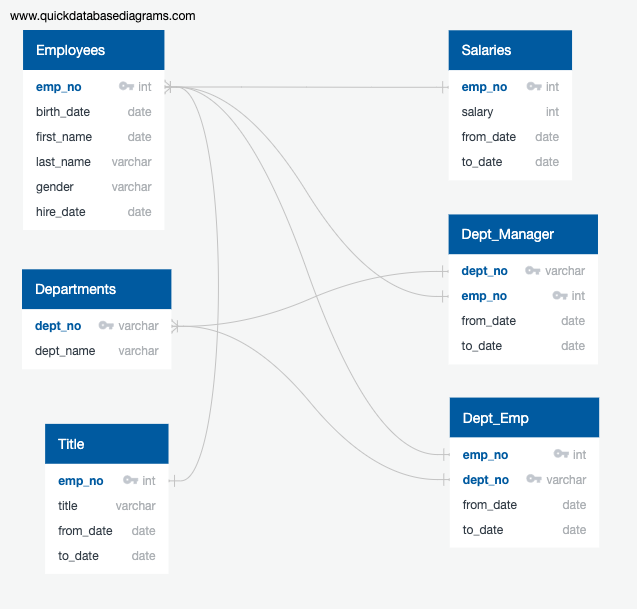 www.quickdatabasediagrams.com
Employees
emp_no int
birth_date date
first_name date
last_name varchar
gender varchar
hire_date date
Departments
dept_no varchar
dept_name varchar
Title
emp_no int
title varchar
from_date date
to_date date
Salaries
emp_no int
salary int
from_date date
to_date date
Dept_Manager
dept_no varchar
emp_no int
from_date date
to_date date
Dept_Emp
emp_no int
dept_no varchar
from_date date
to_date date